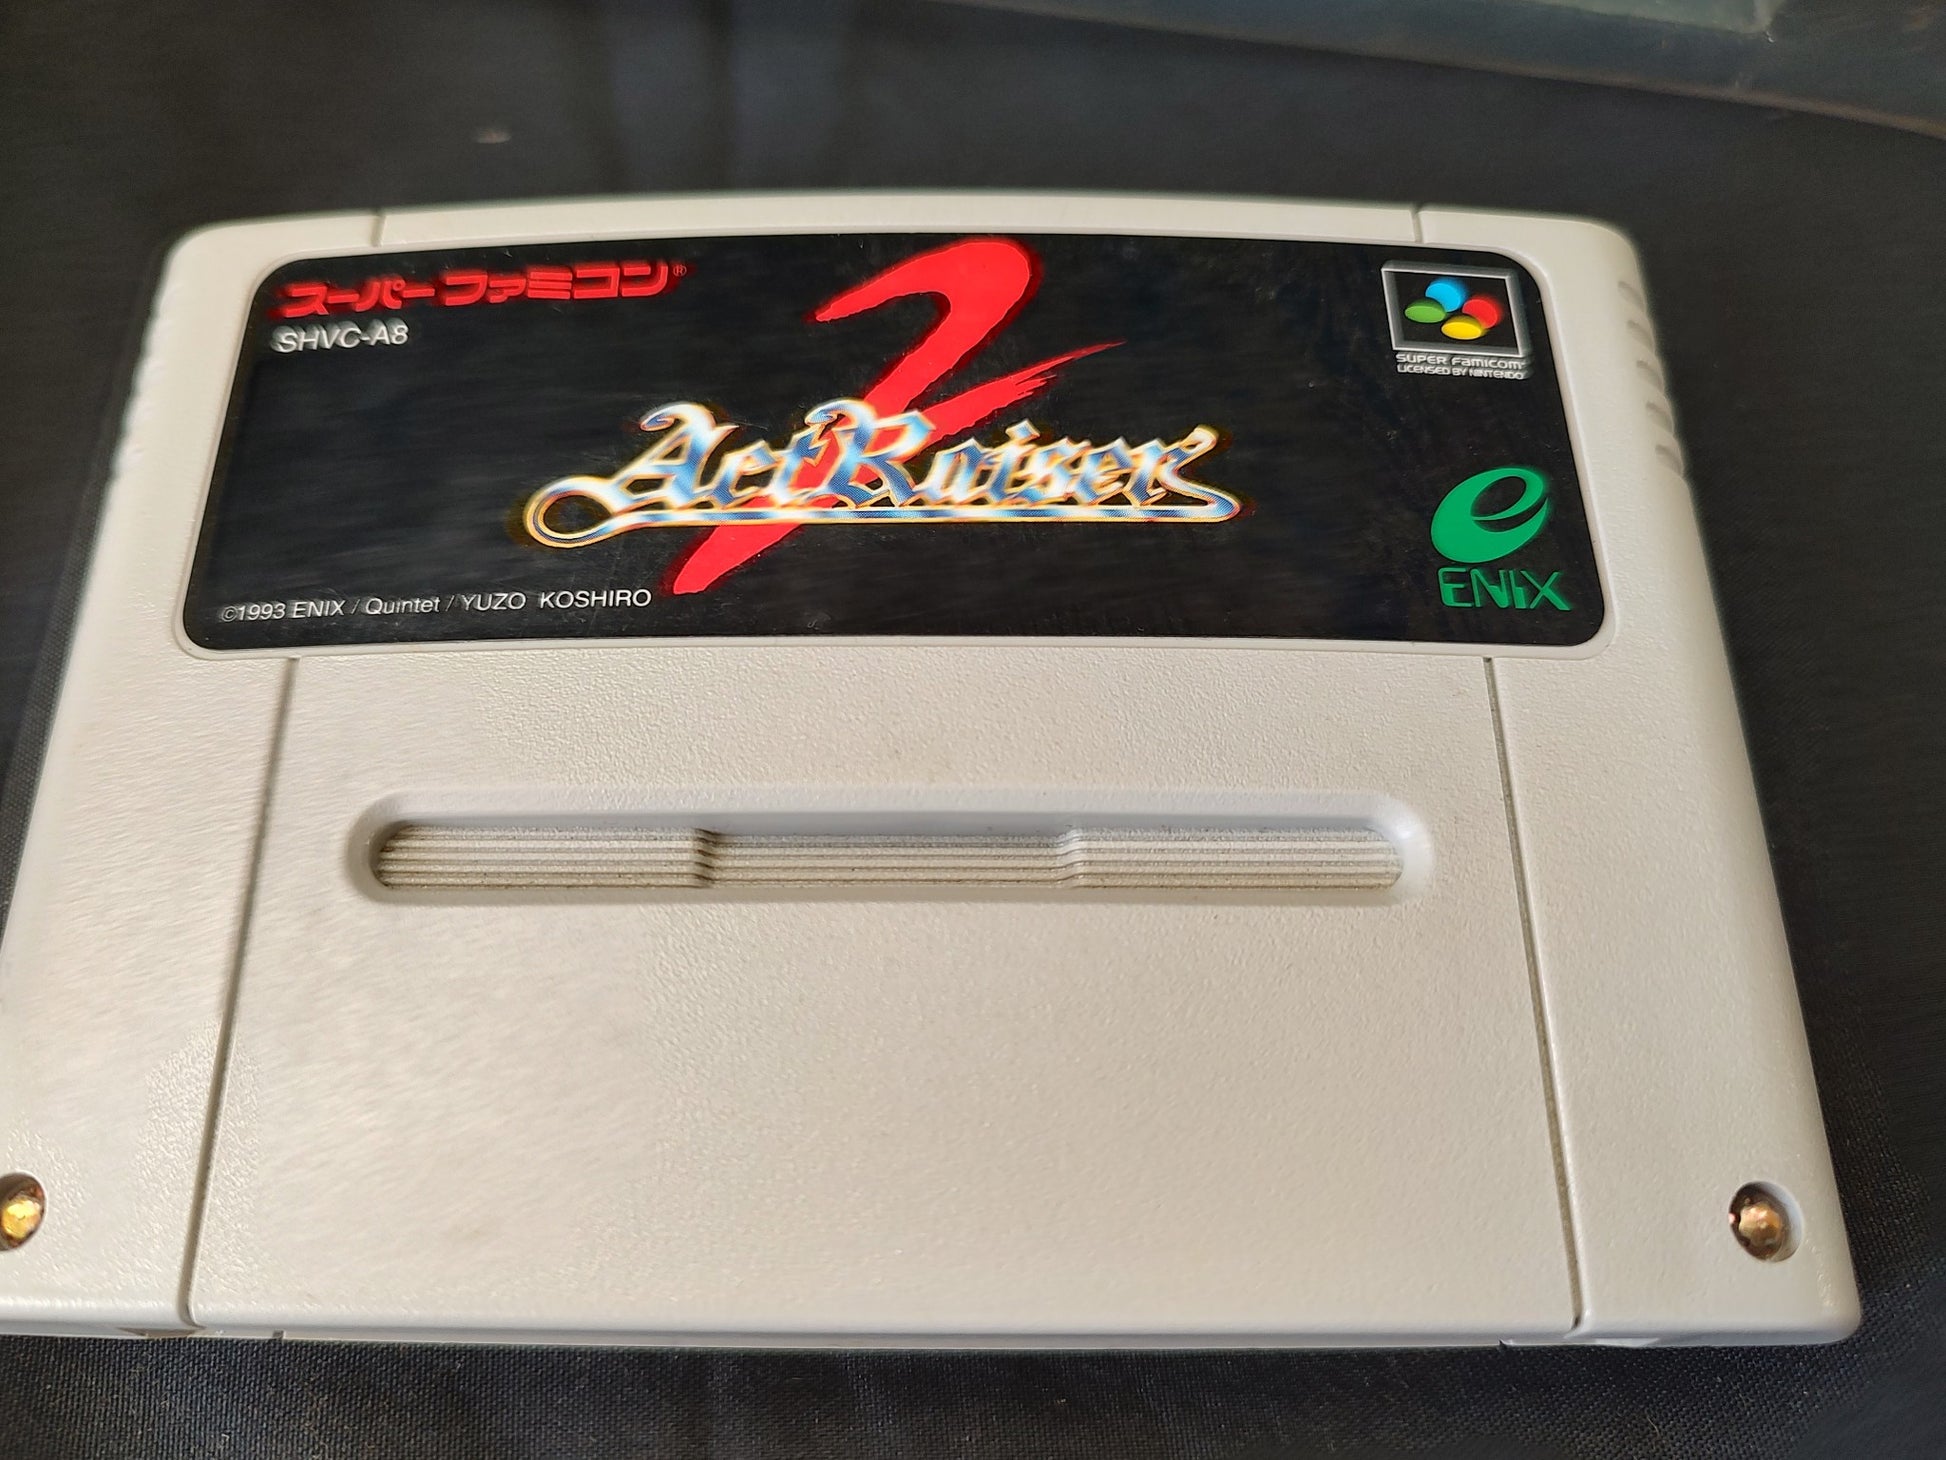 スーパーファミコン®
SHVC-A8
2
ActRaiser
SUPER FAMICOM
LICENSED BY NINTENDO
e
ENIX
©1993 ENIX / Quintet / YUZO KOSHIRO